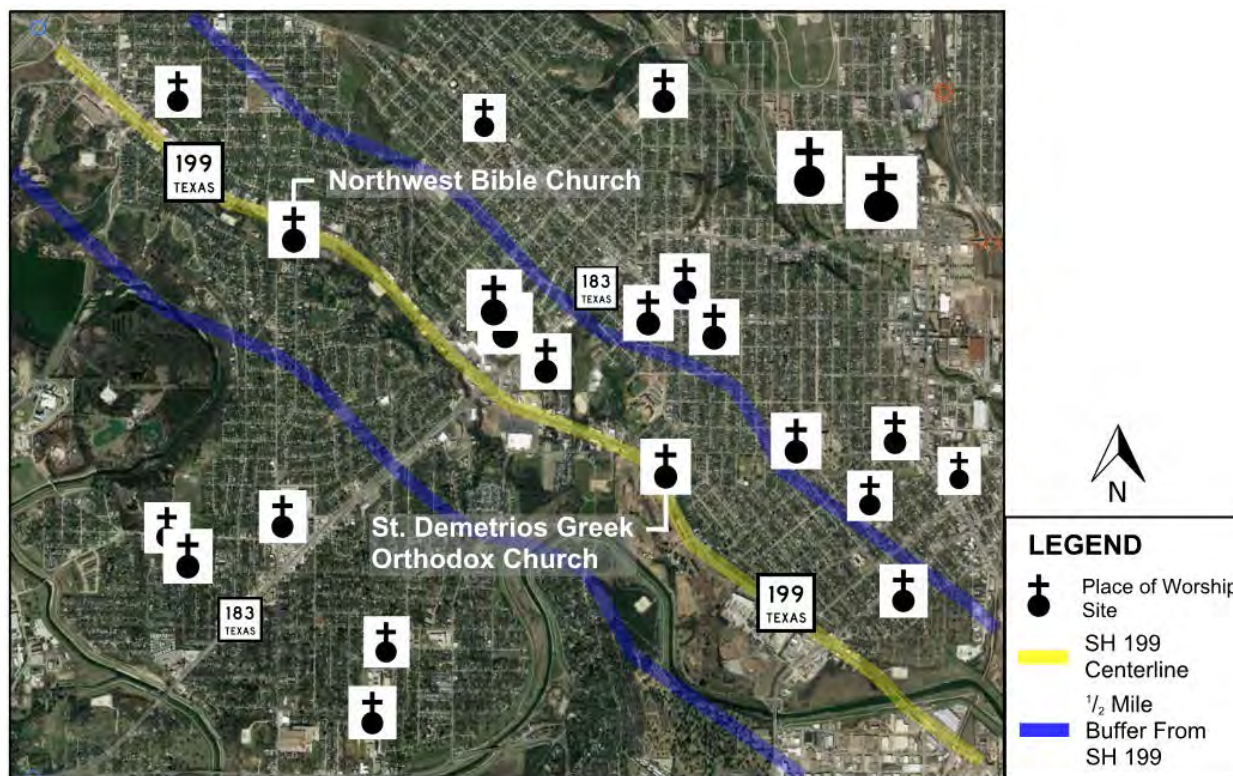 199
TEXAS
Northwest Bible Church
183
TEXAS
St. Demetrios Greek
Orthodox Church
183
TEXAS
199
TEXAS
N
LEGEND
Place of Worship
Site
SH 199
Centerline
1/2 Mile
Buffer From
SH 199